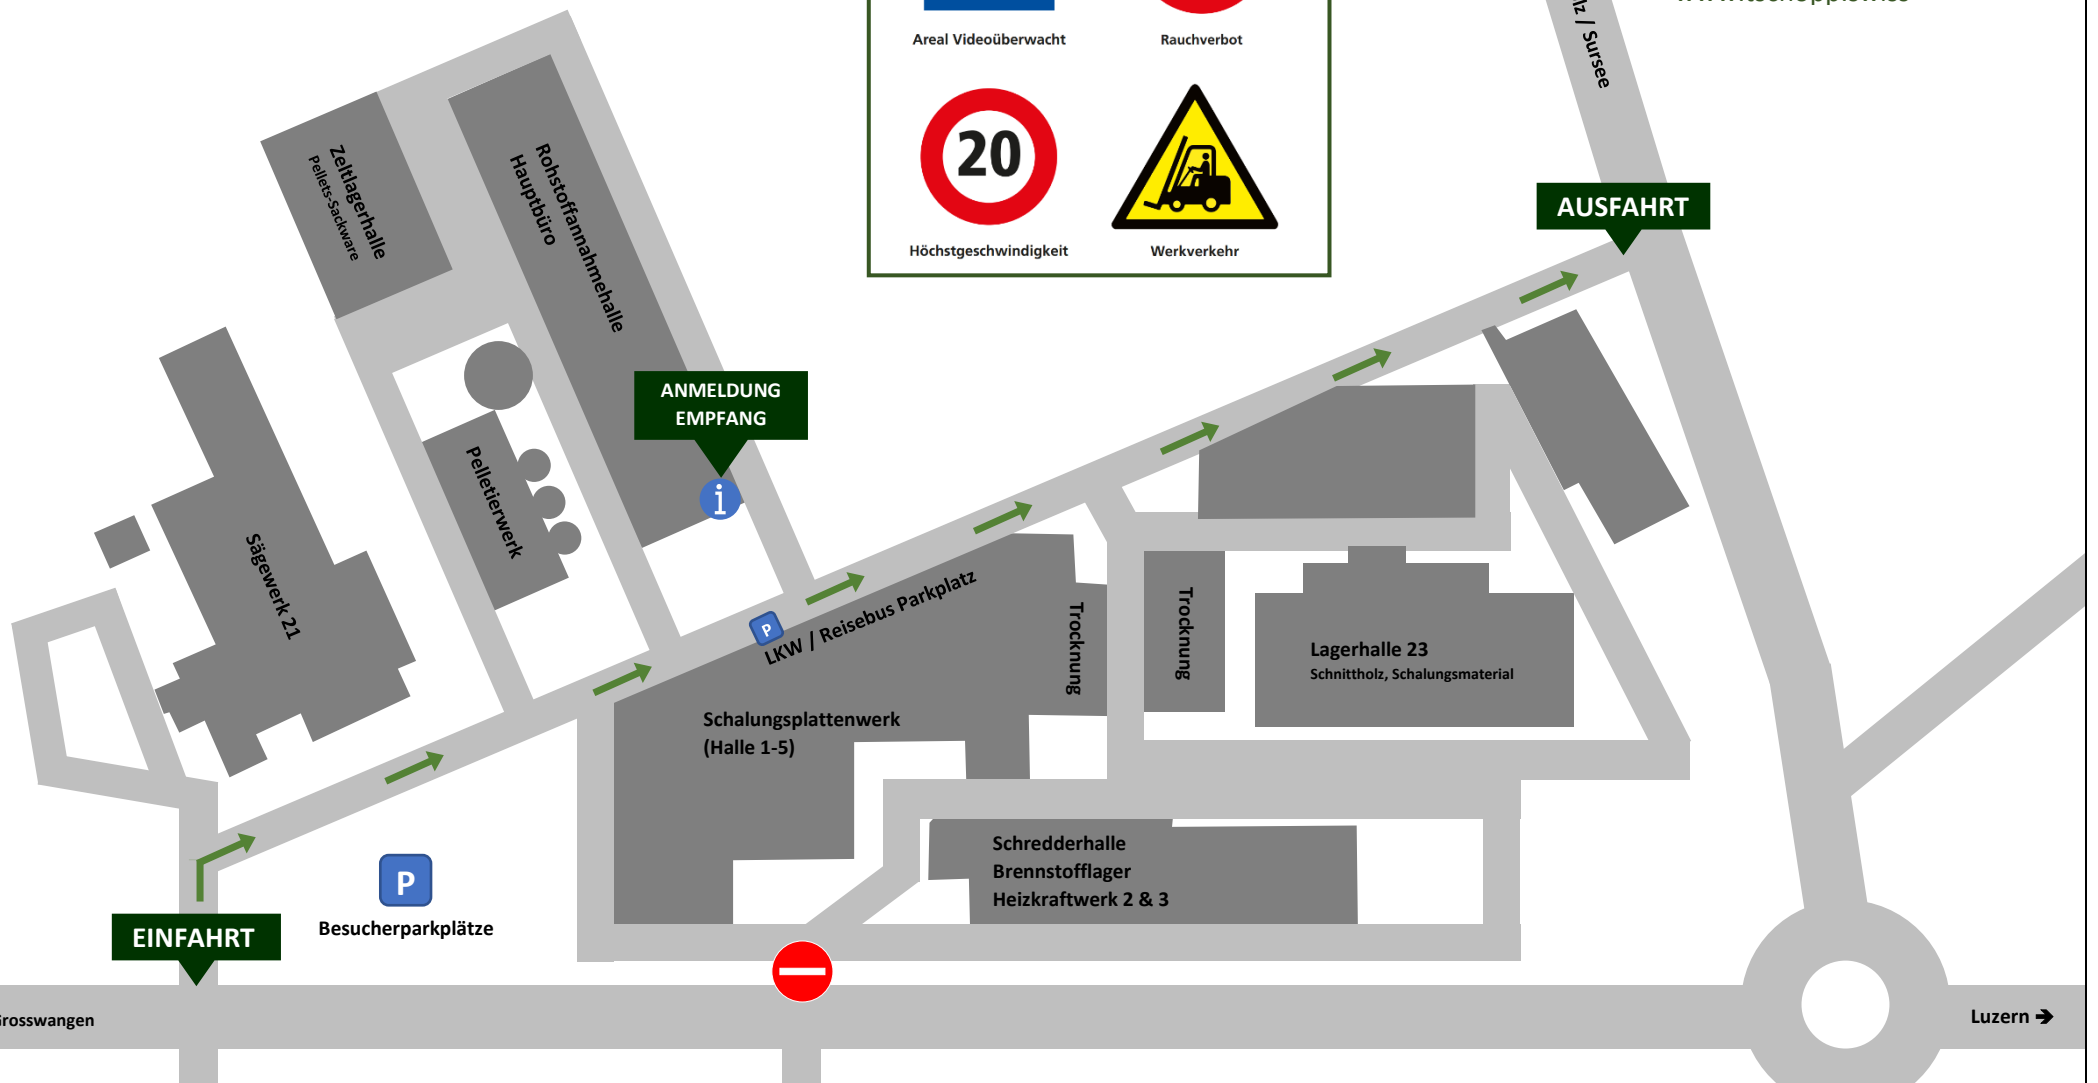 Areal Videoüberwacht
Rauchverbot
20
Höchstgeschwindigkeit
Werkverkehr
/ Sursee
AUSFAHRT
Zeltlagerhalle
Pellets-Sackware
Rohstoffannahmehalle
Hauptbüro
ANMELDUNG
EMPFANG
i
Pelletierwerk
Sägewerk 21
P
LKW / Reisebus Parkplatz
Trocknung
Trocknung
Lagerhalle 23
Schnittholz, Schalungsmaterial
Schalungsplattenwerk
(Halle 1-5)
Schredderhalle
Brennstofflager
Heizkraftwerk 2 & 3
P
Besucherparkplätze
EINFAHRT
Grosswangen
Luzern →